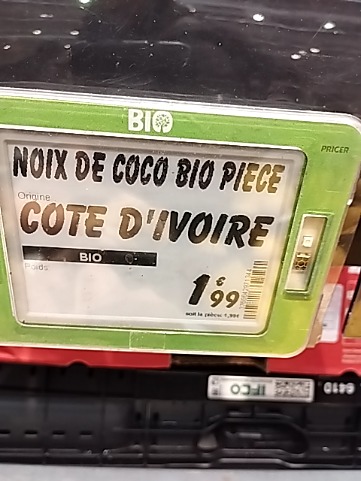 BIO
PRICER
NOIX DE COCO BIO PIECE
Origine
COTE D'IVOIRE
BIO
Poids
1€99
soit la pièce: 1,99€
IFCO
6410